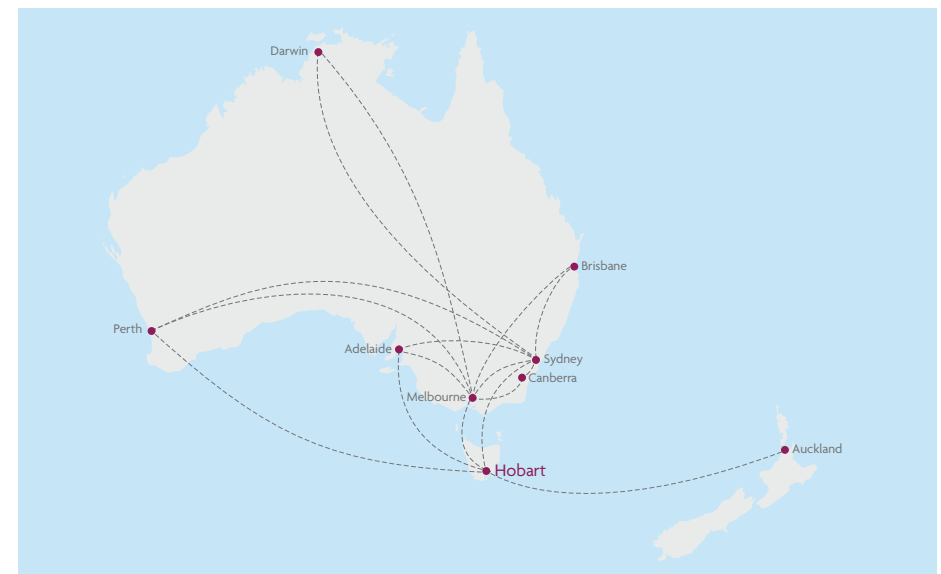 Darwin
Brisbane
Perth
Adelaide
Sydney
Canberra
Melbourne
Auckland
Hobart